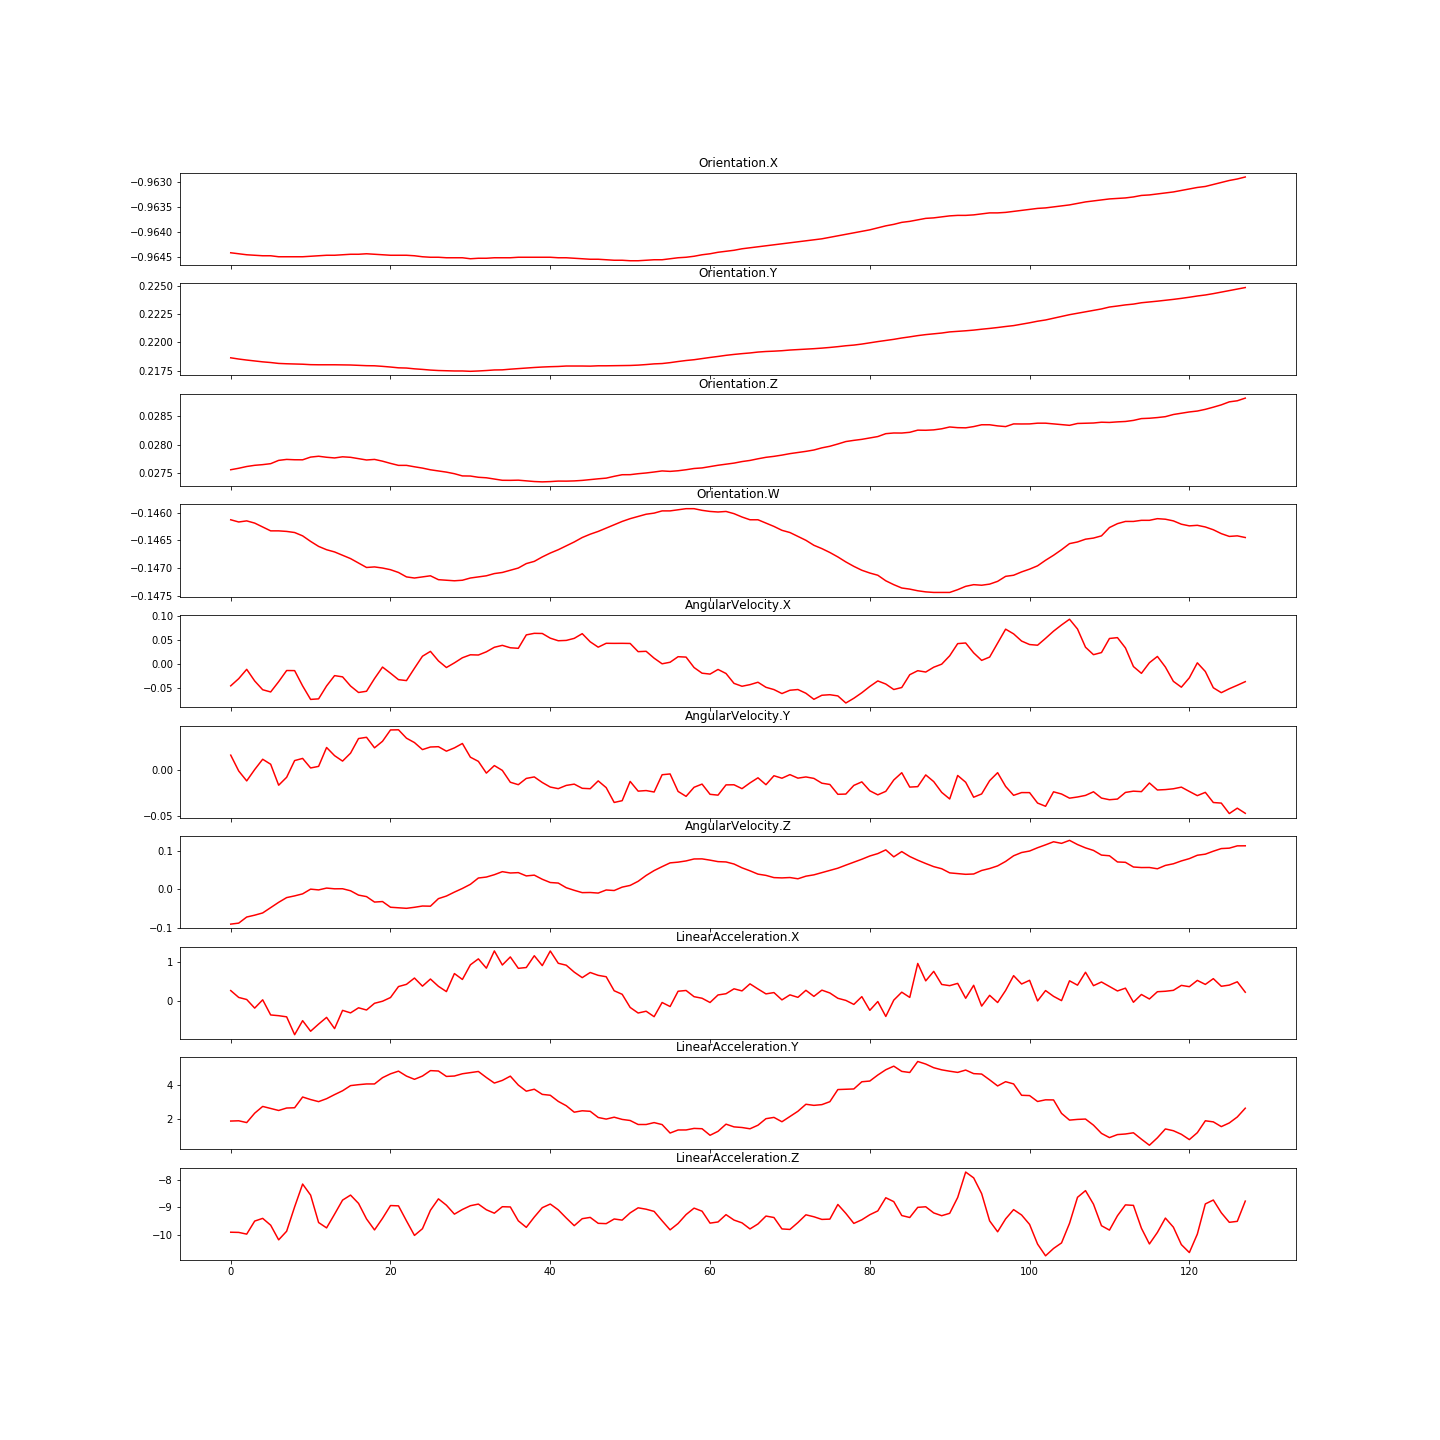 Orientation.X
−0.9630
−0.9635
−0.9640
−0.9645
Orientation.Y
0.2250
0.2225
0.2200
0.2175
Orientation.Z
0.0285
0.0280
0.0275
Orientation.W
−0.1460
−0.1465
−0.1470
−0.1475
AngularVelocity.X
0.10
0.05
0.00
−0.05
AngularVelocity.Y
0.00
−0.05
AngularVelocity.Z
0.1
0.0
−0.1
LinearAcceleration.X
1
0
LinearAcceleration.Y
4
2
LinearAcceleration.Z
−8
−9
−10
0 20 40 60 80 100 120